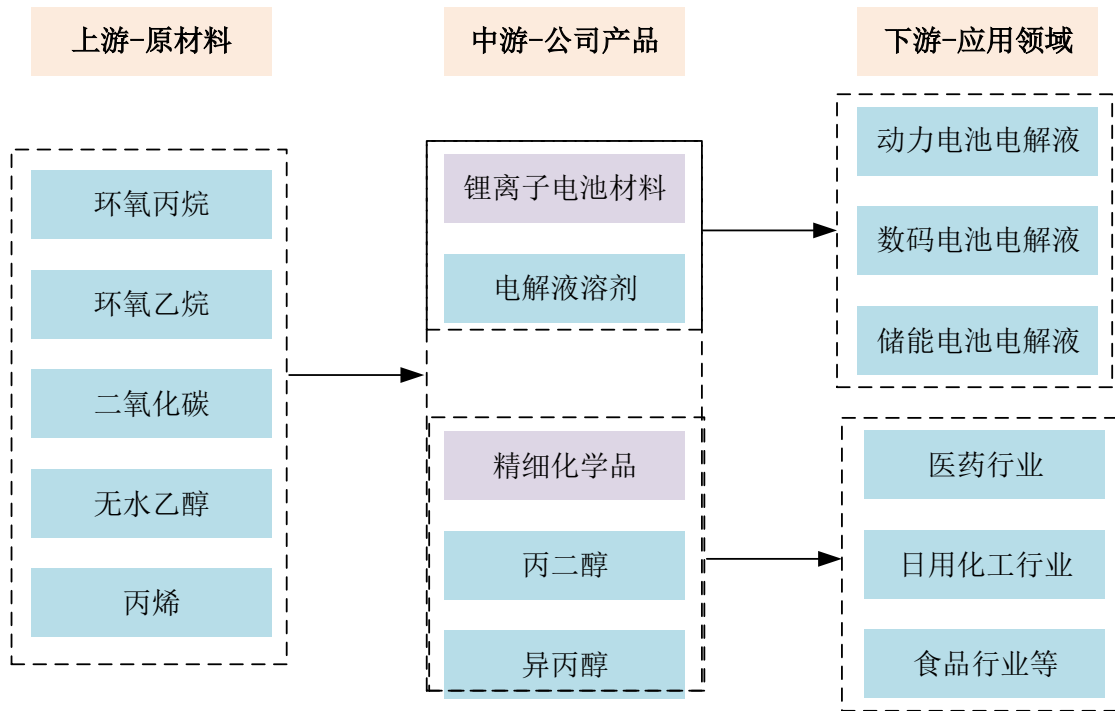 上游-原材料
中游-公司产品
下游-应用领域
环氧丙烷
环氧乙烷
二氧化碳
无水乙醇
丙烯
锂离子电池材料
电解液溶剂
精细化学品
丙二醇
异丙醇
动力电池电解液
数码电池电解液
储能电池电解液
医药行业
日用化工行业
食品行业等